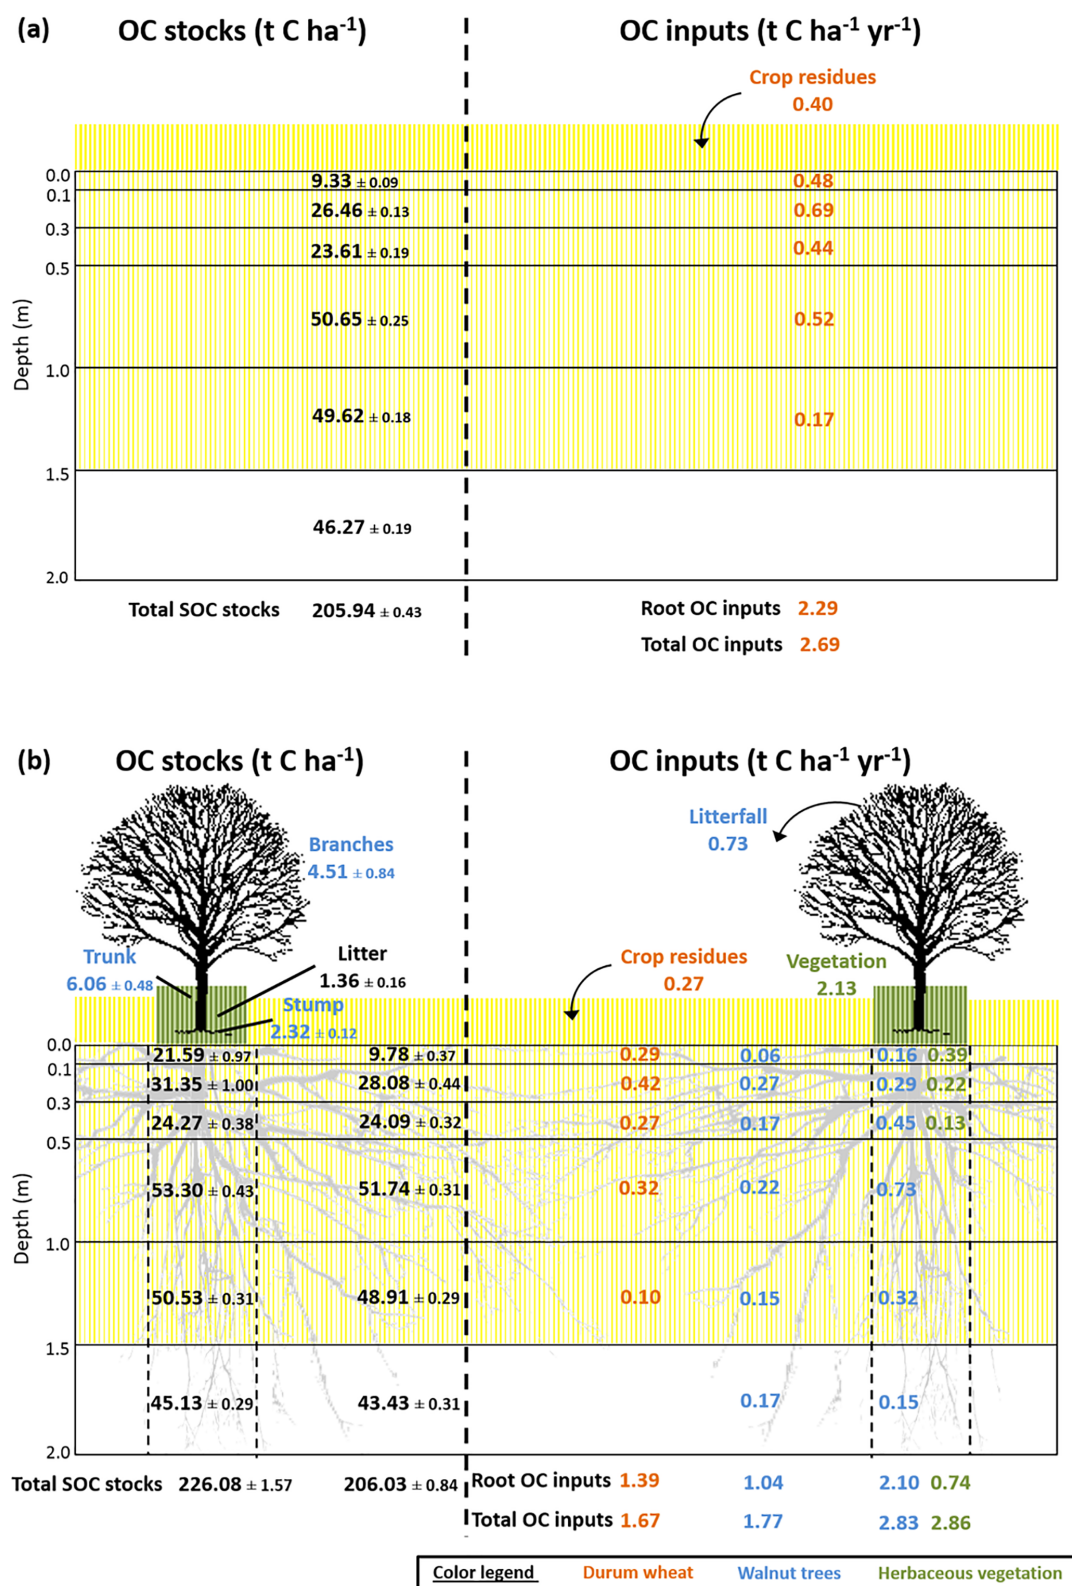 (a) OC stocks (t C ha⁻¹) OC inputs (t C ha⁻¹ yr⁻¹)
Crop residues
0.40
0.0
9.33 ± 0.09 0.48
0.1
26.46 ± 0.13 0.69
0.3
23.61 ± 0.19 0.44
0.5
50.65 ± 0.25 0.52
Depth (m)
1.0
49.62 ± 0.18 0.17
1.5
46.27 ± 0.19
2.0
Total SOC stocks 205.94 ± 0.43 Root OC inputs 2.29
Total OC inputs 2.69
(b) OC stocks (t C ha⁻¹) OC inputs (t C ha⁻¹ yr⁻¹)
Litterfall
0.73
Branches
4.51 ± 0.84
Trunk
6.06 ± 0.48
Litter
1.36 ± 0.16
Stump
2.32 ± 0.12
Crop residues
0.27
Vegetation
2.13
0.0
21.59 ± 0.97 9.78 ± 0.37 0.29 0.06 0.16 0.39
0.1
31.35 ± 1.00 28.08 ± 0.44 0.42 0.27 0.29 0.22
0.3
24.27 ± 0.38 24.09 ± 0.32 0.27 0.17 0.45 0.13
0.5
53.30 ± 0.43 51.74 ± 0.31 0.32 0.22 0.73
Depth (m)
1.0
50.53 ± 0.31 48.91 ± 0.29 0.10 0.15 0.32
1.5
45.13 ± 0.29 43.43 ± 0.31 0.17 0.15
2.0
Total SOC stocks 226.08 ± 1.57 206.03 ± 0.84 Root OC inputs 1.39 1.04 2.10 0.74
Total OC inputs 1.67 1.77 2.83 2.86
Color legend Durum wheat Walnut trees Herbaceous vegetation